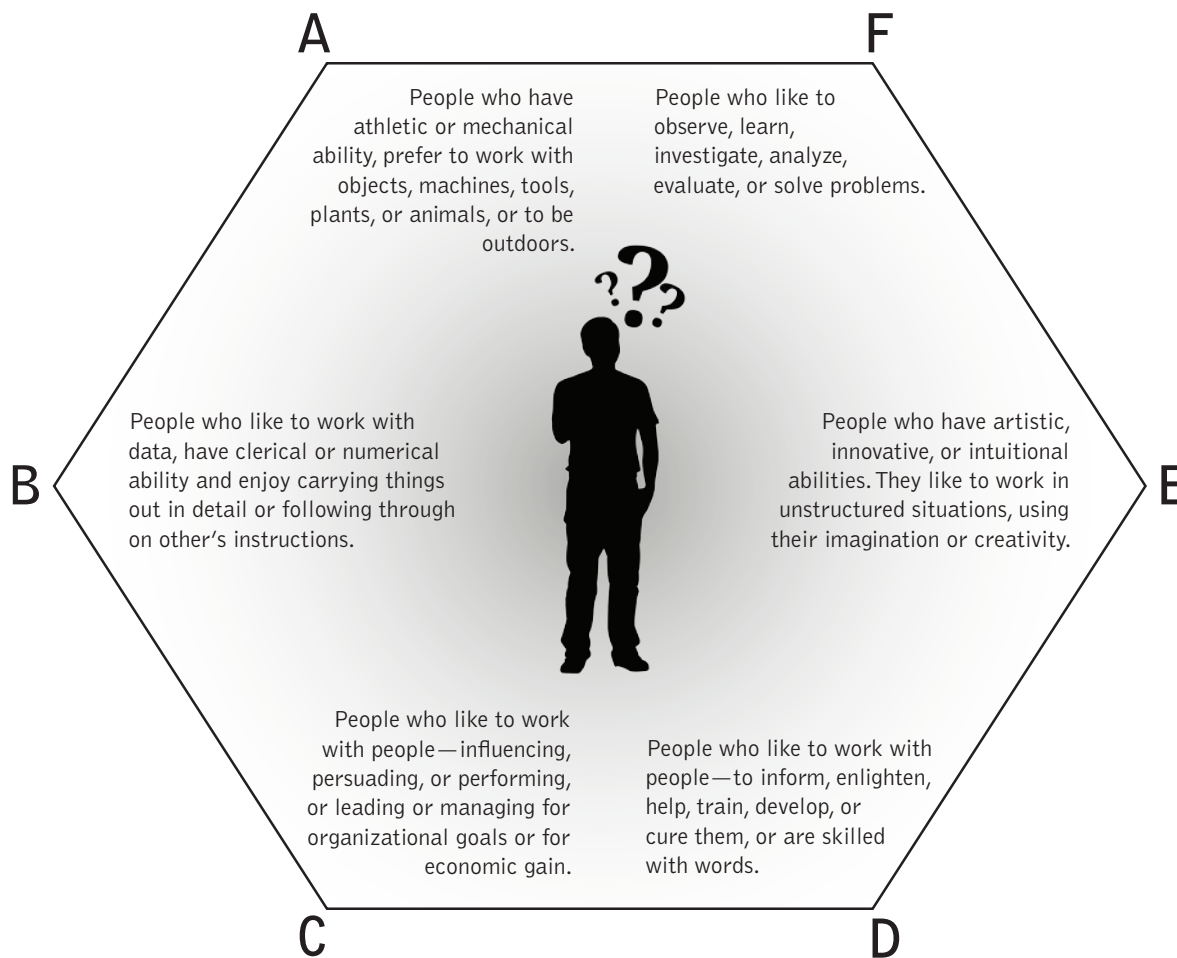 A
F
People who have
athletic or mechanical
ability, prefer to work with
objects, machines, tools,
plants, or animals, or to be
outdoors.
People who like to
observe, learn,
investigate, analyze,
evaluate, or solve problems.
???
B
People who like to work with
data, have clerical or numerical
ability and enjoy carrying things
out in detail or following through
on other’s instructions.
People who have artistic,
innovative, or intuitional
abilities. They like to work in
unstructured situations, using
their imagination or creativity.
E
People who like to work
with people—influencing,
persuading, or performing,
or leading or managing for
organizational goals or for
economic gain.
People who like to work with
people—to inform, enlighten,
help, train, develop, or
cure them, or are skilled
with words.
C
D